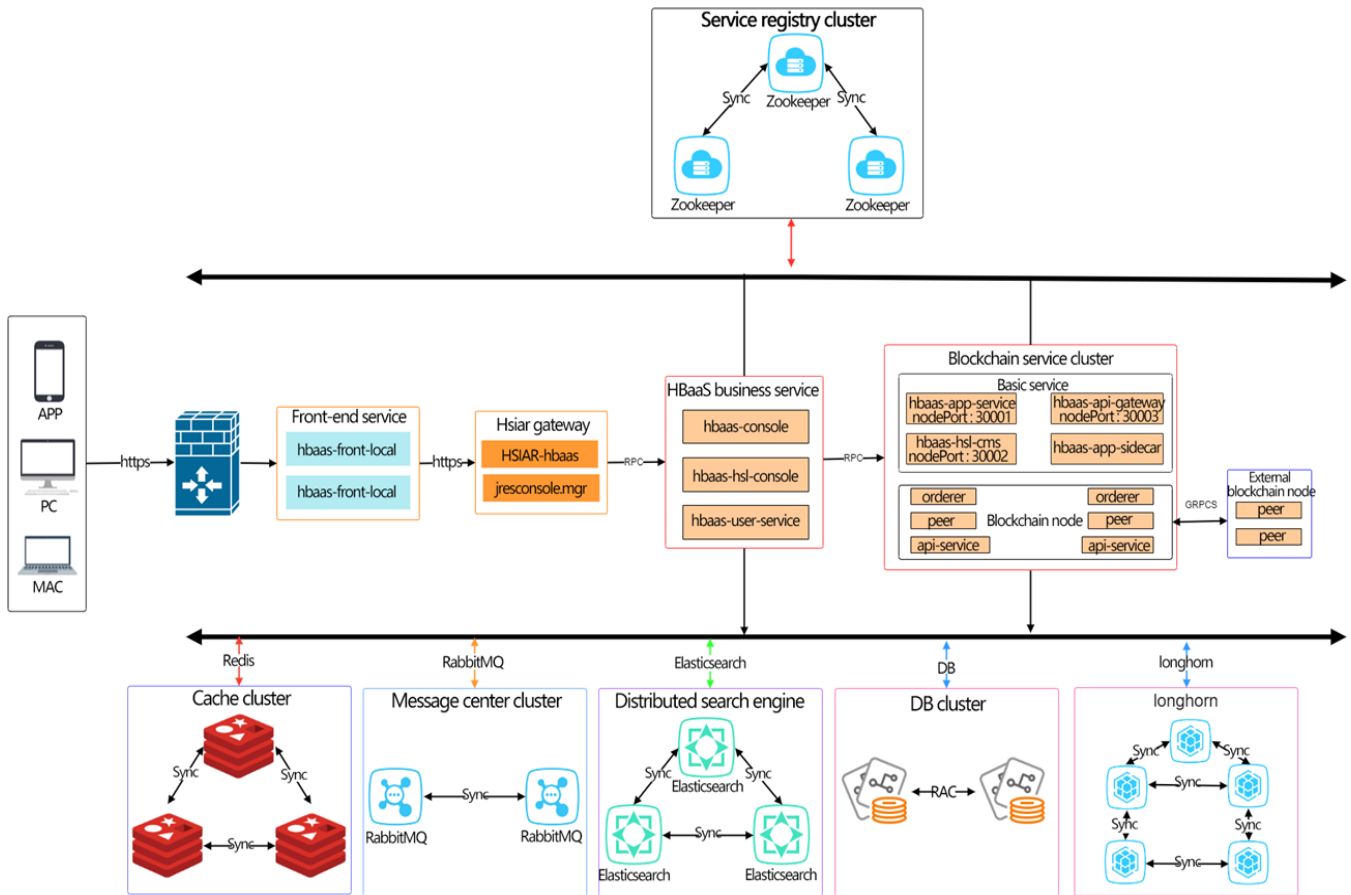 Service registry cluster
Zookeeper
Sync
Sync
Zookeeper
Zookeeper
APP
PC
MAC
https
Front-end service
hbaas-front-local
hbaas-front-local
https
Hsiar gateway
HSIAR-hbaas
jresconsole.mgr
RPC
HBaaS business service
hbaas-console
hbaas-hsl-console
hbaas-user-service
RPC
Blockchain service cluster
Basic service
hbaas-app-service
nodePort : 30001
hbaas-api-gateway
nodePort : 30003
hbaas-hsl-cms
nodePort : 30002
hbaas-app-sidecar
orderer
orderer
peer
Blockchain node
peer
api-service
api-service
GRPCS
External
blockchain node
peer
peer
Redis
RabbitMQ
Elasticsearch
DB
longhorn
Cache cluster
Sync
Sync
Sync
Message center cluster
Sync
RabbitMQ
RabbitMQ
Distributed search engine
Sync
Sync
Elasticsearch
Sync
Elasticsearch
Elasticsearch
DB cluster
RAC
longhorn
Sync
Sync
Sync
Sync
Sync
Sync